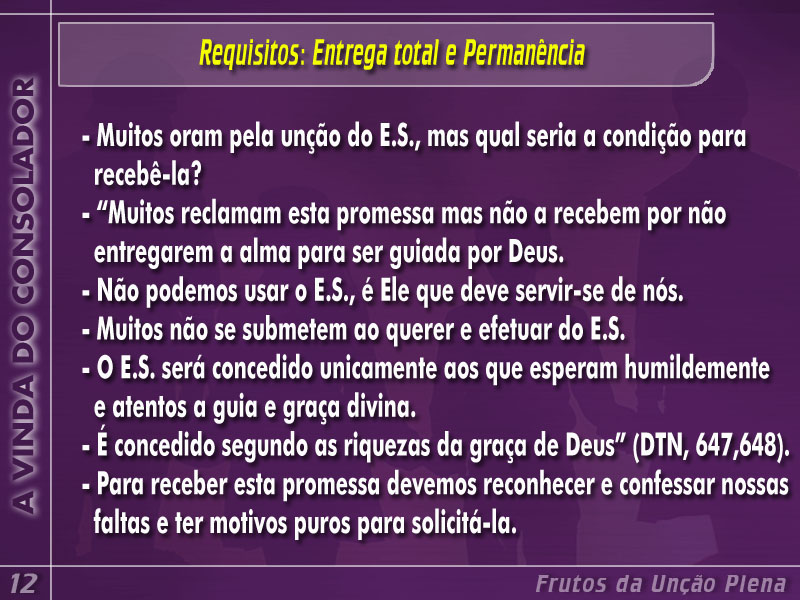 Requisitos: Entrega total e Permanência
A VINDA DO CONSOLADOR
- Muitos oram pela unção do E.S., mas qual seria a condição para
recebê-la?
- “Muitos reclamam esta promessa mas não a recebem por não
entregarem a alma para ser guiada por Deus.
- Não podemos usar o E.S., é Ele que deve servir-se de nós.
- Muitos não se submetem ao querer e efetuar do E.S.
- O E.S. será concedido unicamente aos que esperam humildemente
e atentos a guia e graça divina.
- É concedido segundo as riquezas da graça de Deus” (DTN, 647,648).
- Para receber esta promessa devemos reconhecer e confessar nossas
faltas e ter motivos puros para solicitá-la.
12
Frutos da Unção Plena